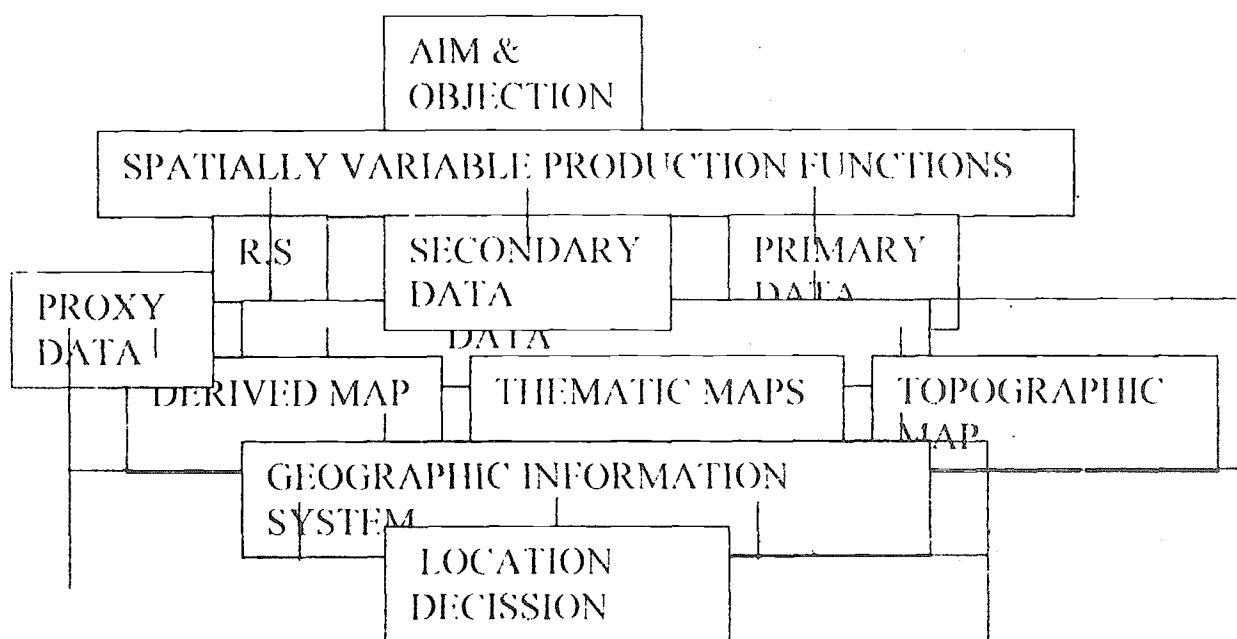 AIM &
OBJECTION
SPATIALLY VARIABLE PRODUCTION FUNCTIONS
R.S
SECONDARY
DATA
PRIMARY
DATA
PROXY
DATA
DATA
DERIVED MAP
THEMATIC MAPS
TOPOGRAPHIC
MAP
GEOGRAPHIC INFORMATION
SYSTEM
LOCATION
DECISSION